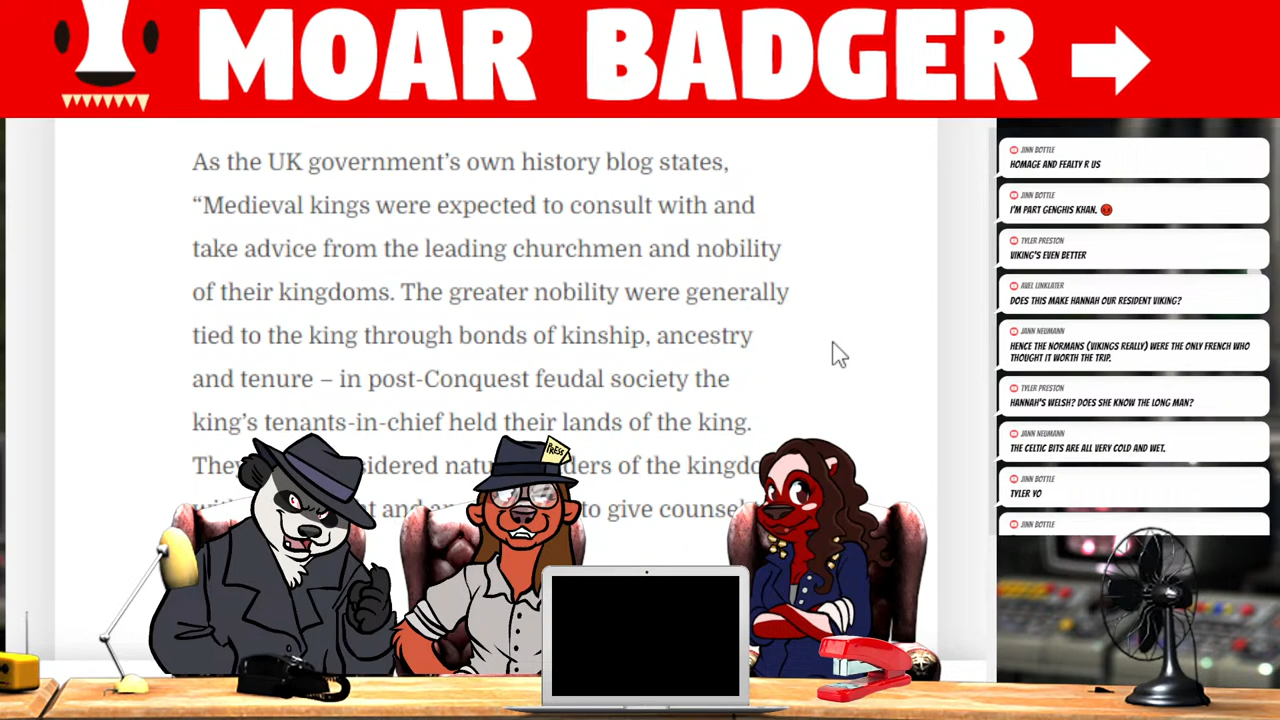 MOAR BADGER
As the UK government’s own history blog states,
“Medieval kings were expected to consult with and
take advice from the leading churchmen and nobility
of their kingdoms. The greater nobility were generally
tied to the king through bonds of kinship, ancestry
and tenure – in post-Conquest feudal society the
king’s tenants-in-chief held their lands of the king.
They of the
and to give counsel
PRESS
JINN BOTTLE
HOMAGE AND FEALTY R US
JINN BOTTLE
I'M PART GENGHIS KHAN.
TYLER PRESTON
VIKING'S EVEN BETTER
AXEL LINKLATER
DOES THIS MAKE HANNAH OUR RESIDENT VIKING?
JANN NEUMANN
HENCE THE NORMANS (VIKINGS REALLY) WERE THE ONLY FRENCH WHO
THOUGHT IT WORTH THE TRIP.
TYLER PRESTON
HANNAH'S WELSH? DOES SHE KNOW THE LONG MAN?
JANN NEUMANN
THE CELTIC BITS ARE ALL VERY COLD AND WET.
JINN BOTTLE
TYLER YO
JINN BOTTLE